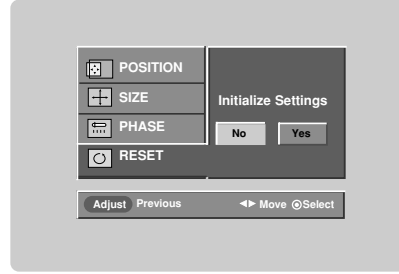 POSITION
SIZE
PHASE
RESET
Initialize Settings
No Yes
Adjust Previous ◄► Move ⊙Select